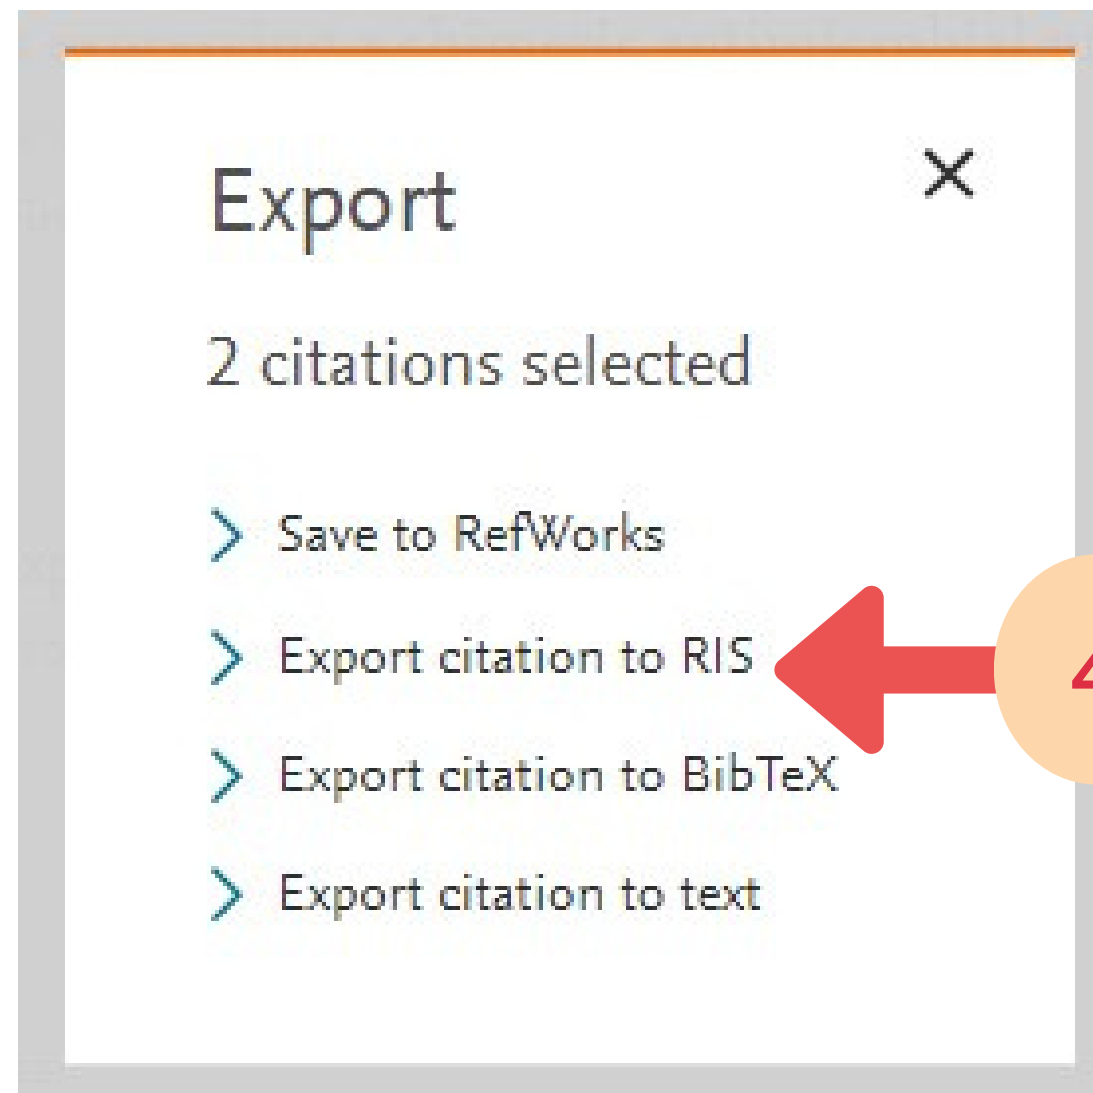 Export
2 citations selected
Save to RefWorks
Export citation to RIS
Export citation to BibTeX
Export citation to text